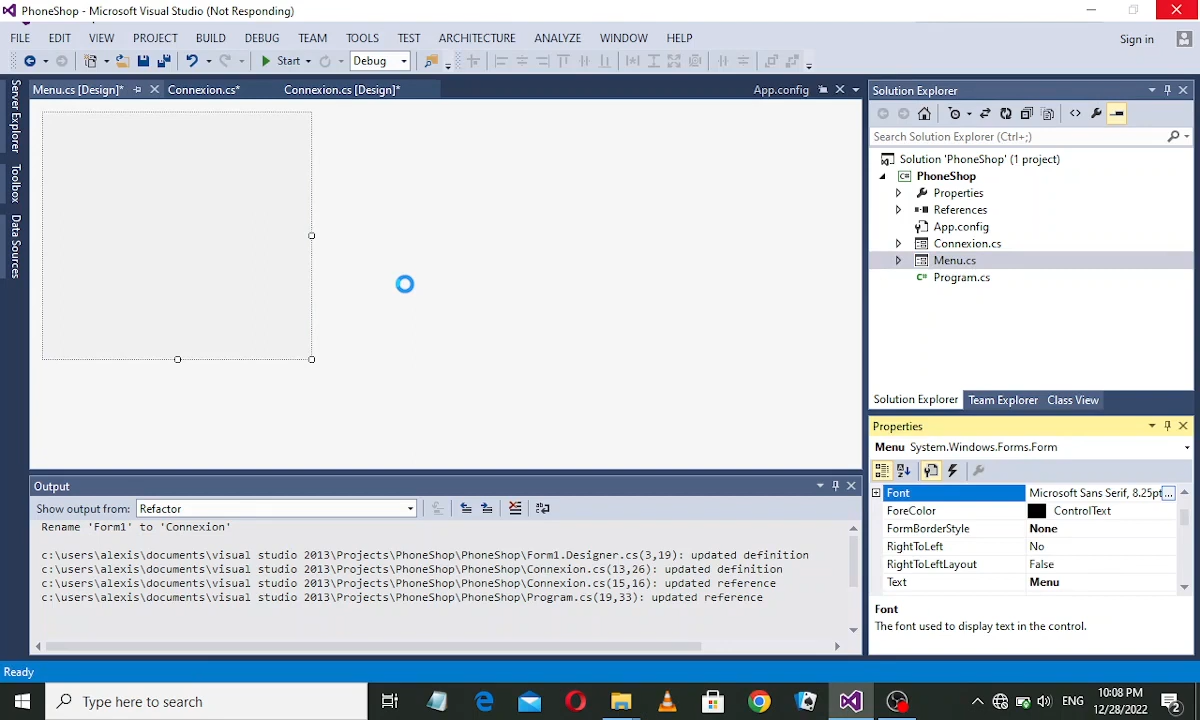 PhoneShop - Microsoft Visual Studio (Not Responding)
FILE EDIT VIEW PROJECT BUILD DEBUG TEAM TOOLS TEST ARCHITECTURE ANALYZE WINDOW HELP Sign in
Start Debug
Menu.cs [Design]* Connexion.cs* Connexion.cs [Design]* App.config
Server Explorer
Toolbox
Data Sources
Solution Explorer
Search Solution Explorer (Ctrl+;)
Solution 'PhoneShop' (1 project)
PhoneShop
Properties
References
App.config
Connexion.cs
Menu.cs
Program.cs
Solution Explorer Team Explorer Class View
Properties
Menu System.Windows.Forms.Form
Font Microsoft Sans Serif, 8.25pt ...
ForeColor ControlText
FormBorderStyle None
RightToLeft No
RightToLeftLayout False
Text Menu
Font
The font used to display text in the control.
Output
Show output from: Refactor
Rename 'Form1' to 'Connexion'
c:\users\alexis\documents\visual studio 2013\Projects\PhoneShop\PhoneShop\Form1.Designer.cs(3,19): updated definition
c:\users\alexis\documents\visual studio 2013\Projects\PhoneShop\PhoneShop\Connexion.cs(13,26): updated definition
c:\users\alexis\documents\visual studio 2013\Projects\PhoneShop\PhoneShop\Connexion.cs(15,16): updated reference
c:\users\alexis\documents\visual studio 2013\Projects\PhoneShop\PhoneShop\Program.cs(19,33): updated reference
Ready
Type here to search
ENG
10:08 PM
12/28/2022
2